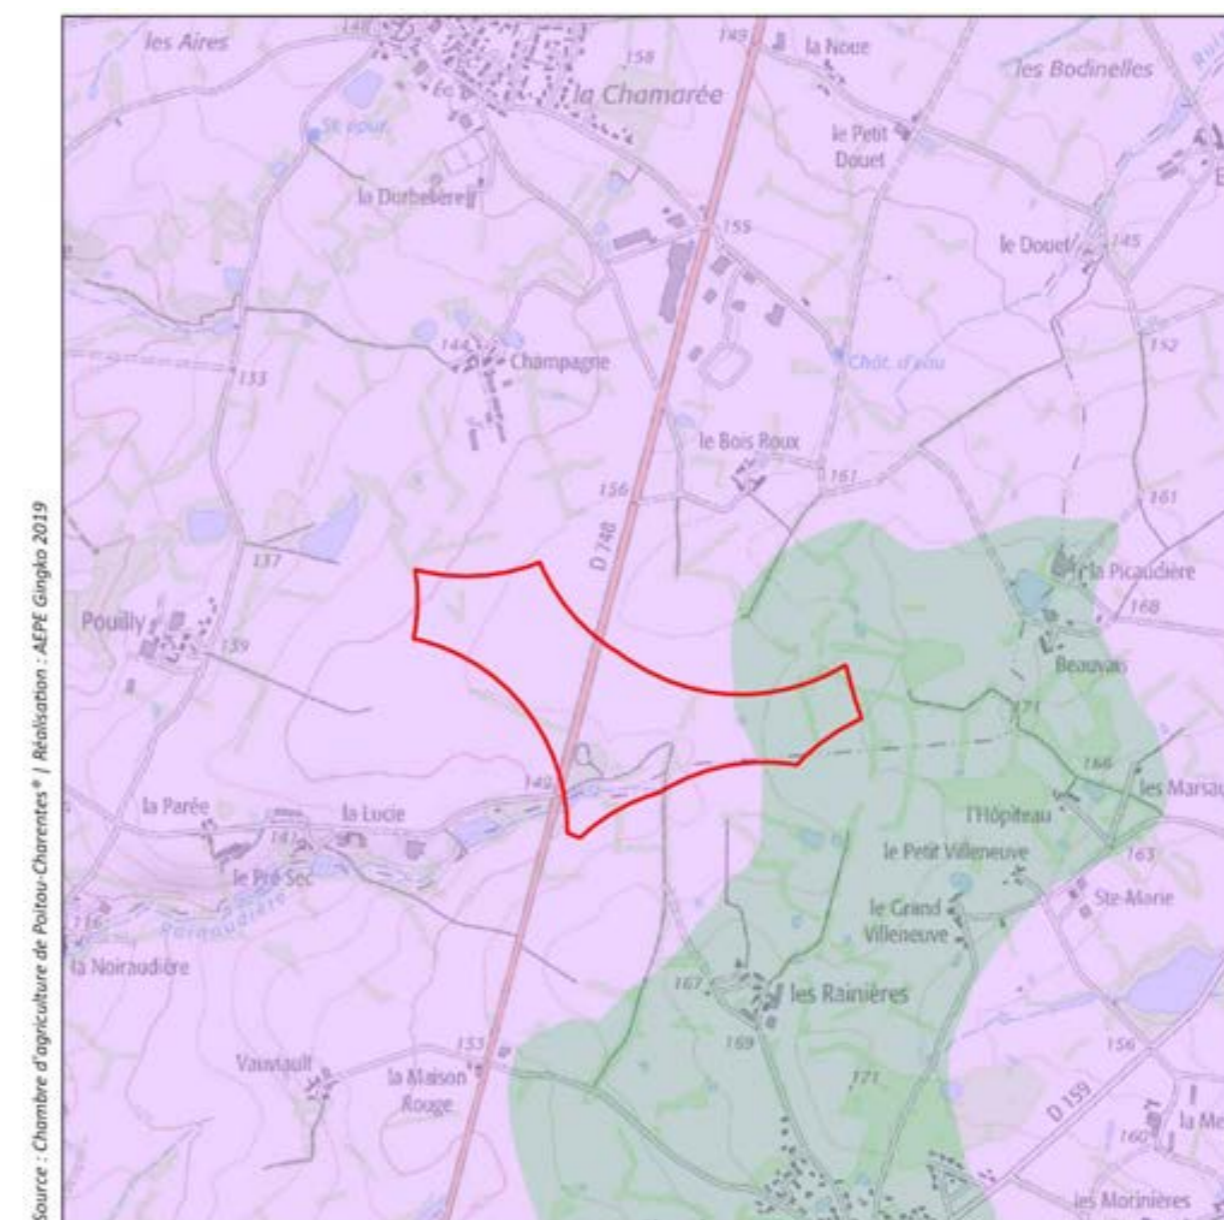 les Aires
148
158
149
la Noue
les Bodinelles
Ec.
la Chamarée
St. épur.
le Petit
Douet
la Durbelière
155
le Douet
145
144
Champagne
133
Chât. d'eau
152
le Bois Roux
156
161
161
D 748
137
la Picaudière
168
Pouilly
139
Beauvais
171
166
149
la Parée
la Lucie
141
l'Hôpiteau
le Petit Villeneuve
163
le Pré Sec
le Grand
Villeneuve
Ste-Marie
116
la Noiraudière
167
les Rainières
169
156
153
Vauviault
la Maison
Rouge
171
D 159
160
les Morinières
Source : Chambre d'agriculture de Poitou-Charentes® | Réalisation : AEPE Gingko 2019